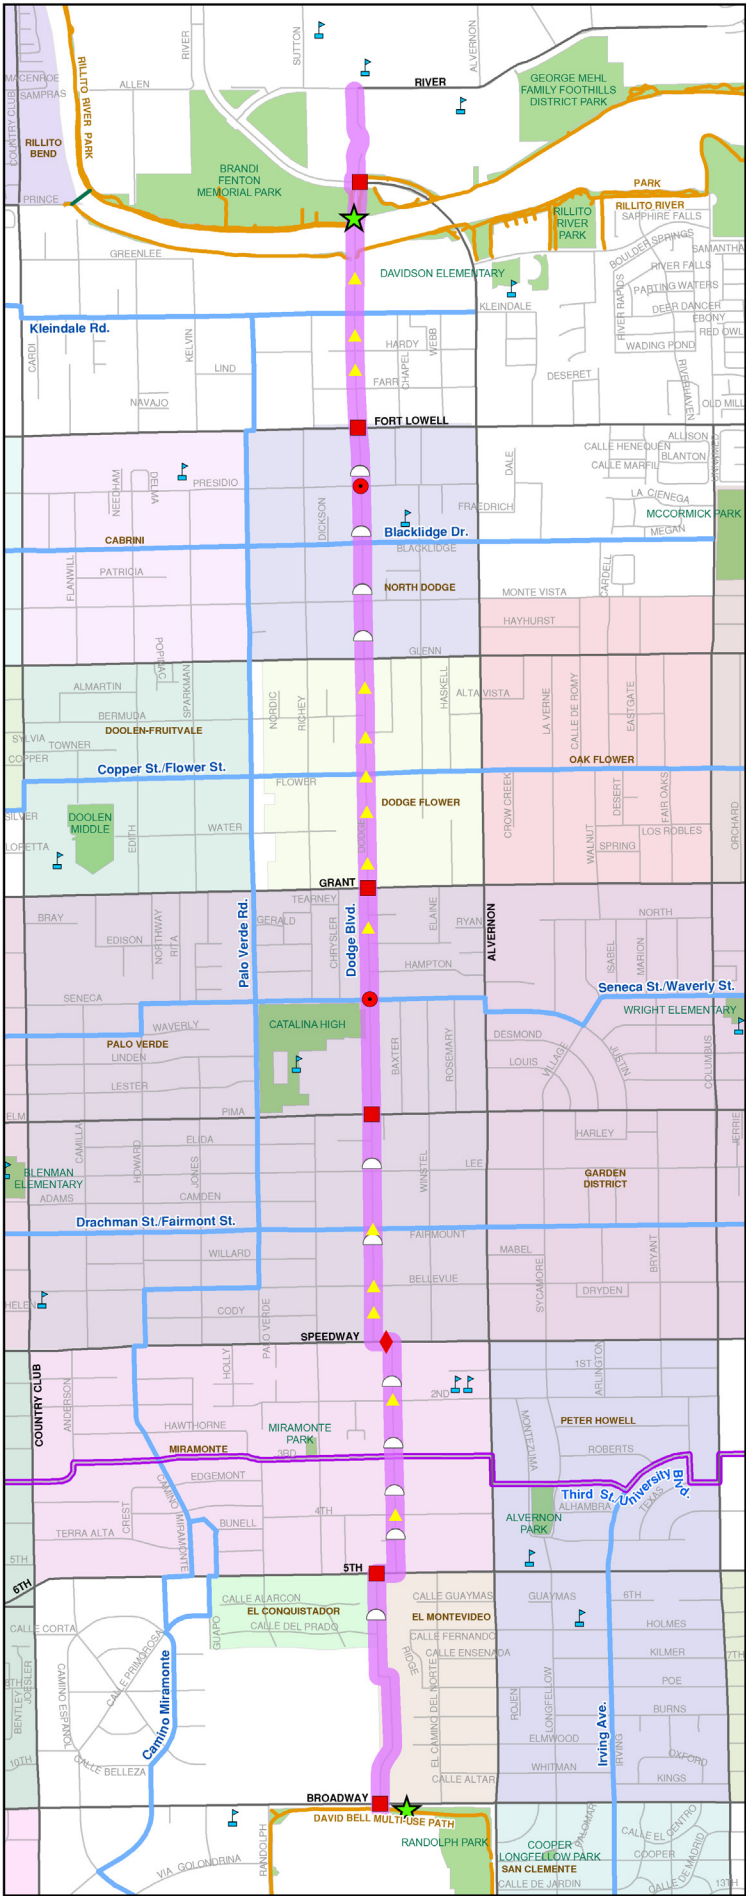 RIVER
SUTTON
ALVERNON
RIVER
MACENROE
SAMPRAS
COUNTRY CLUB
RILLITO RIVER PARK
ALLEN
GEORGE MEHL
FAMILY FOOTHILLS
DISTRICT PARK
RILLITO
BEND
BRANDI
FENTON
MEMORIAL PARK
PARK
RILLITO RIVER
PRINCE
RILLITO
RIVER
PARK
SAPPHIRE FALLS
BOULDER SPRINGS
SAMANTHA
GREENLEE
DAVIDSON ELEMENTARY
RIVER FALLS
RIVER RAPIDS
PARTING WATERS
KLEINDALE
DEER DANCER
EBONY
RED OWL
Kleindale Rd.
CARDI
KELVIN
HARDY
WEBB
WADING POND
LIND
CHAPEL
FARR
DESERET
RIVERHAVEN
NAVAJO
OLD MILL
FORT LOWELL
ALLISON
CALLE HENEQUEN
BLANTON
CALLE MARFIL
DALE
NEEDHAM
DELMA
PRESIDIO
LA CIENEGA
DICKSON
FRAEDRICH
MCCORMICK PARK
MEGAN
CABRINI
Blacklidge Dr.
BLACKLIDGE
FLANWILL
PATRICIA
NORTH DODGE
MONTE VISTA
CARDELL
HAYHURST
GLENN
POPINAC
SPARKMAN
ALMARTIN
NORDIC
RICHEY
HASKELL
ALTA VISTA
LA VERNE
CALLE DE ROMY
EASTGATE
BERMUDA
DOOLEN-FRUITVALE
SYLVIA
TOWNER
COPPER
OAK FLOWER
Copper St./Flower St.
FLOWER
CROW CREEK
DESERT
FAIR OAKS
DODGE FLOWER
SILVER
DOOLEN
MIDDLE
EDITH
WATER
DODGE
LOS ROBLES
WALNUT
SPRING
ORCHARD
LORETTA
GRANT
TEARNEY
BRAY
NORTHWAY
RITA
GERALD
CHRYSLER
ELAINE
RYAN
ALVERNON
NORTH
EDISON
Palo Verde Rd.
Dodge Blvd.
HAMPTON
ISABEL
MARION
SENECA
Seneca St./Waverly St.
WRIGHT ELEMENTARY
WAVERLY
CATALINA HIGH
PALO VERDE
LINDEN
BAXTER
ROSEMARY
DESMOND
LOUIS
VILLAGE
JUSTIN
COLUMBUS
LESTER
ELM
PIMA
CAMILLA
HOWARD
ELIDA
JONES
HARLEY
JERRIE
BLENMAN
ELEMENTARY
WINSTEL
LEE
GARDEN
DISTRICT
ADAMS
CAMDEN
Drachman St./Fairmont St.
FAIRMOUNT
WILLARD
MABEL
BRYANT
SYCAMORE
BELLEVUE
DRYDEN
HELEN
CODY
PALO VERDE
SPEEDWAY
COUNTRY CLUB
ANDERSON
HOLLY
1ST
ARLINGTON
2ND
HAWTHORNE
MIRAMONTE
PARK
MONTEZUMA
PETER HOWELL
MIRAMONTE
3RD
ROBERTS
EDGEMONT
CAMINO MIRAMONTE
Third St./University Blvd.
CREST
4TH
ALHAMBRA
TEXAS
BUNELL
ALVERNON
PARK
TERRA ALTA
5TH
5TH
6TH
CALLE ALARCON
CALLE GUAYMAS
GUAYMAS
6TH
EL CONQUISTADOR
EL MONTEVIDEO
CALLE CORTA
GUAPO
CALLE DEL PRADO
HOLMES
CALLE PRIMOROSA
CALLE FERNANDO
RIDGE
CALLE ENSENADA
KILMER
7TH
8TH
BENTLEY
JOESLER
CAMINO ESPANOL
Camino Miramonte
EL CAMINO DEL NORTE
ROJEN
LONGFELLOW
POE
Irving Ave.
BURNS
IRVING
10TH
CALLE BELLEZA
ELMWOOD
OXFORD
WHITMAN
CALLE ALTAR
KINGS
BROADWAY
DAVID BELL MULTI-USE PATH
RANDOLPH
RANDOLPH PARK
PALOMAR
CALLE EL CENTRO
COOPER
LONGFELLOW PARK
COOPER
VIA GOLONDRINA
SAN CLEMENTE
CALLE DE MADRID
CALLE DE JARDIN
13TH